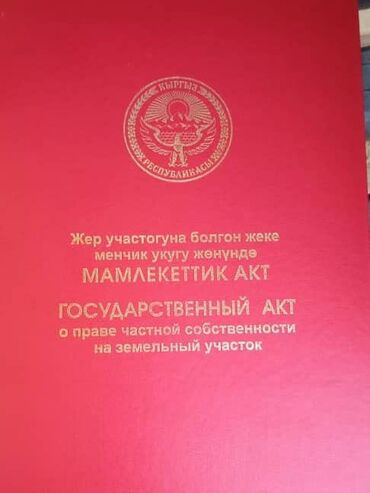 КЫРГЫЗ
РЕСПУБЛИКАСЫ
Жер участогуна болгон жеке
менчик укугу жөнүндө
МАМЛЕКЕТТИК АКТ
ГОСУДАРСТВЕННЫЙ АКТ
о праве частной собственности
на земельный участок